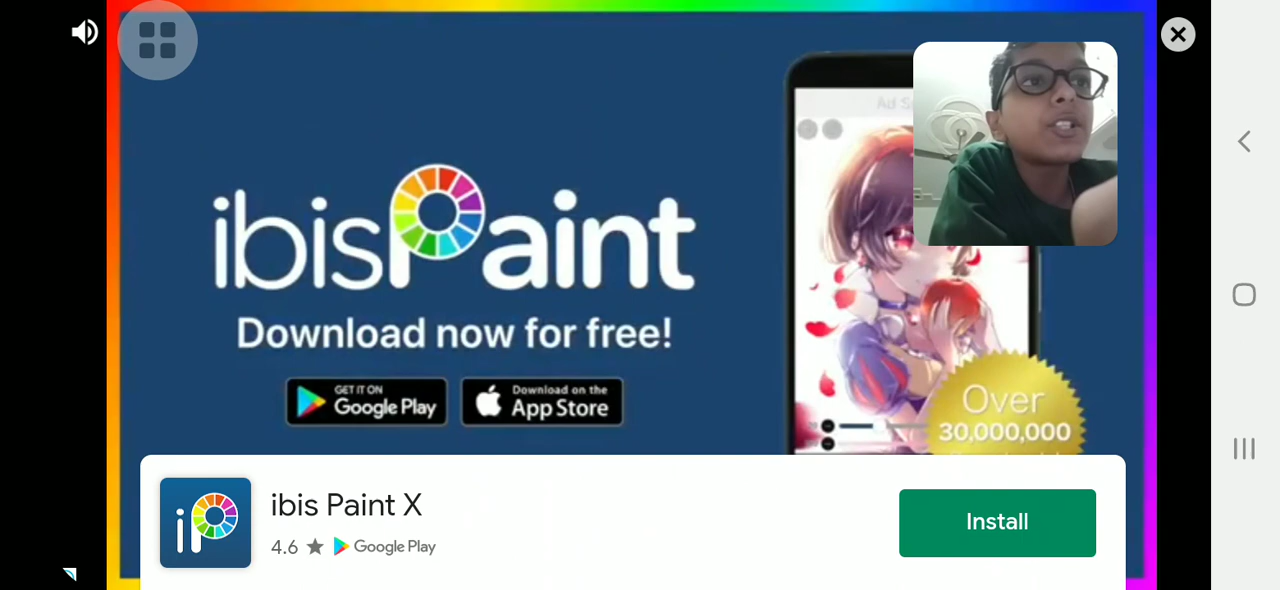 ibisPaint
Download now for free!
GET IT ON
Google Play
Download on the
App Store
Over
30,000,000
iP
ibis Paint X
4.6 ★ Google Play
Install